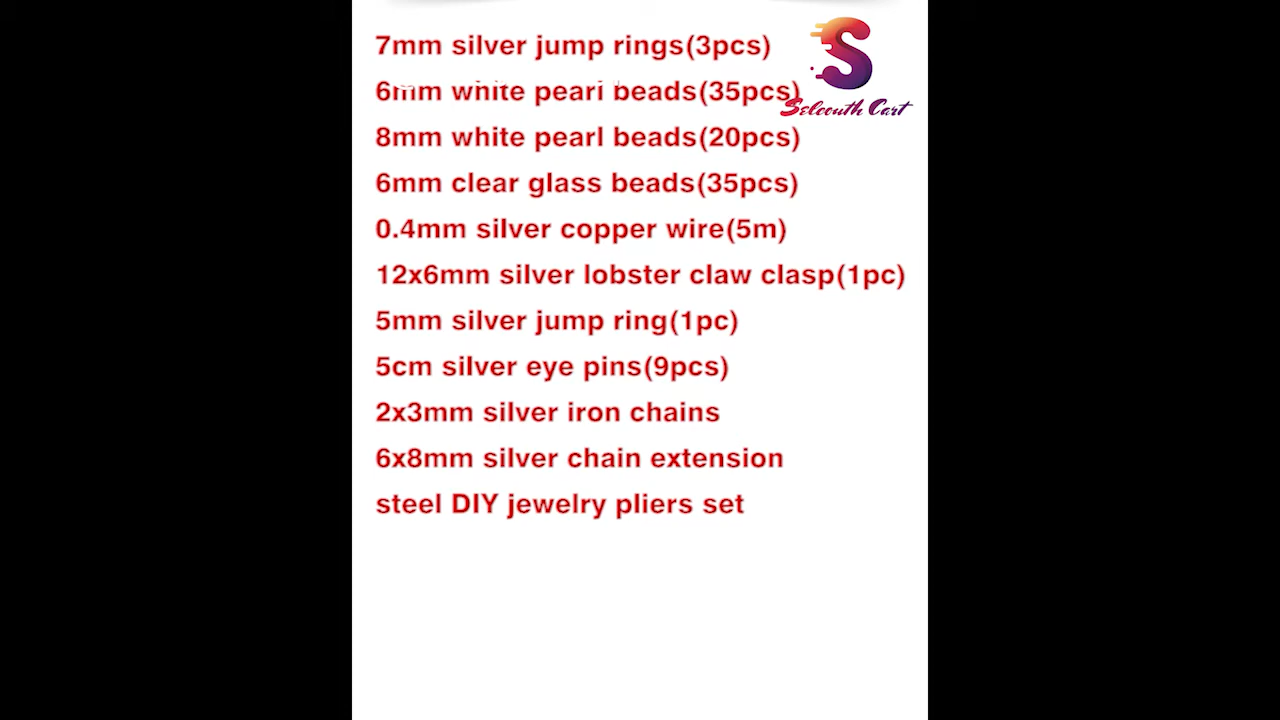 7mm silver jump rings(3pcs)
6mm white pearl beads(35pcs)
8mm white pearl beads(20pcs)
6mm clear glass beads(35pcs)
0.4mm silver copper wire(5m)
12x6mm silver lobster claw clasp(1pc)
5mm silver jump ring(1pc)
5cm silver eye pins(9pcs)
2x3mm silver iron chains
6x8mm silver chain extension
steel DIY jewelry pliers set
S
Selcouth Cart